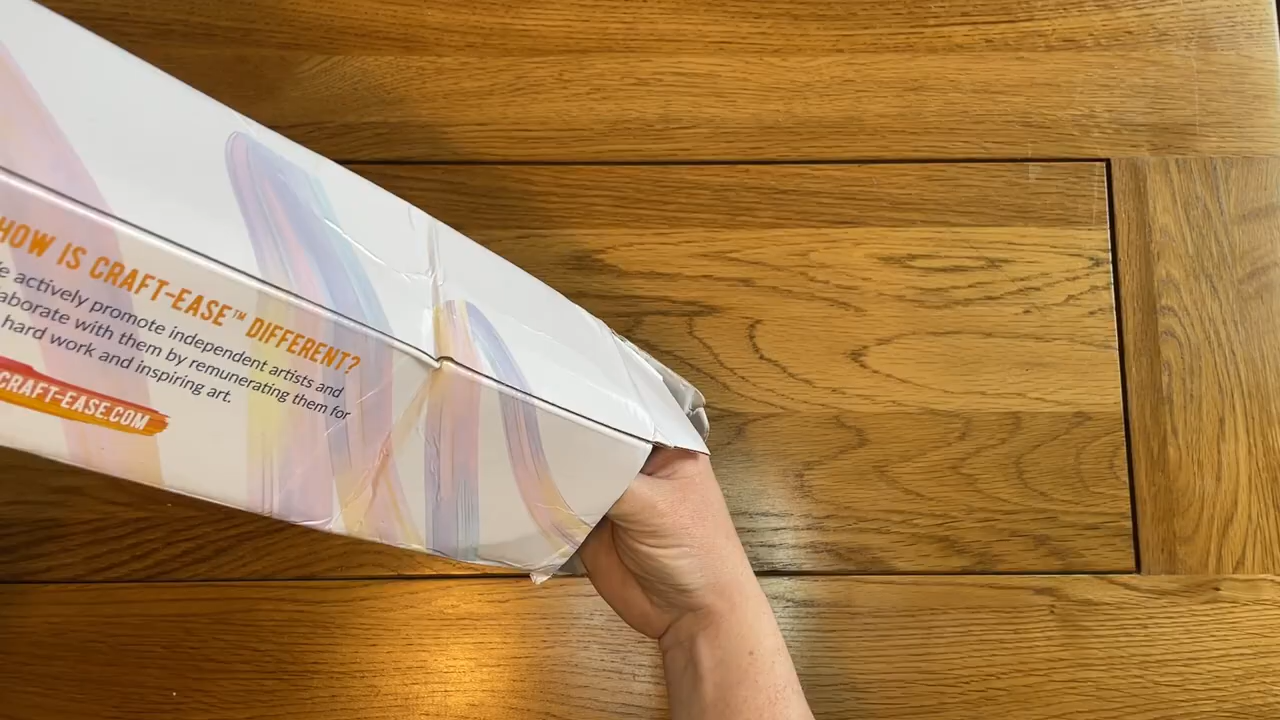 HOW IS CRAFT-EASE™ DIFFERENT?
actively promote independent artists and
with them by remunerating them for
hard work and inspiring art.
CRAFT-EASE.COM